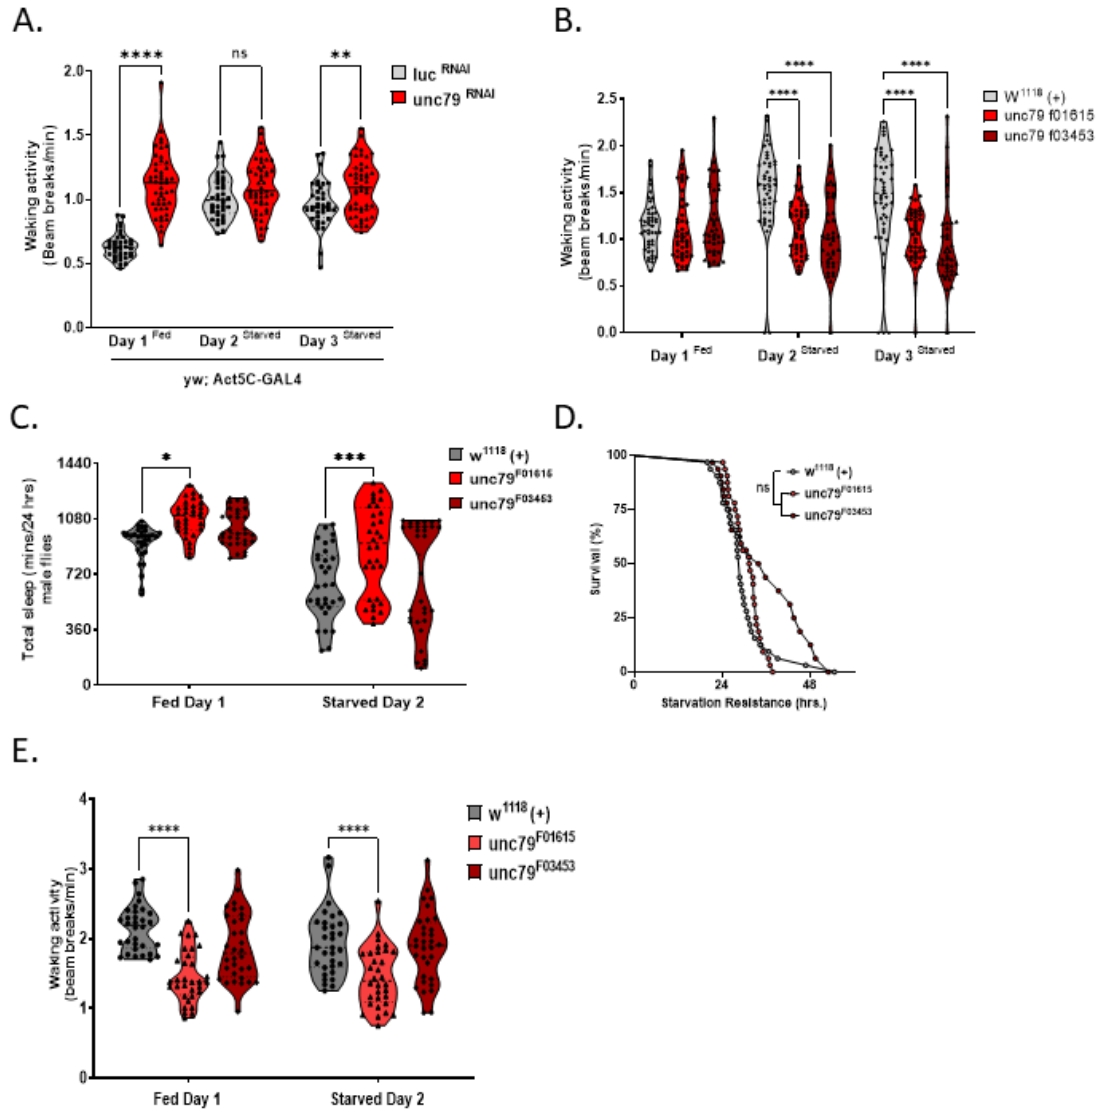 A.
**** ns **
luc RNAI
unc79 RNAI
Waking activity
( Beam breaks/min)
2.0
1.5
1.0
0.5
0.0
Day 1 Fed Day 2 Starved Day 3 Starved
yw; Act5C-GAL4
B.
**** ****
**** ****
W1118 (+)
unc79 f01615
unc79 f03453
Waking activity
(beam breaks/min)
2.5
2.0
1.5
1.0
0.5
0.0
Day 1 Fed Day 2 Starved Day 3 Starved
C.
* ***
w1118 (+)
unc79F01615
unc79F03453
Total sleep (mins/24 hrs)
male flies
1440
1080
720
360
0
Fed Day 1 Starved Day 2
D.
ns
w1118 (+)
unc79F01615
unc79F03453
survival (%)
100
75
50
25
0
0 24 48
Starvation Resistance (hrs.)
E.
**** ****
w1118 (+)
unc79F01615
unc79F03453
Waking activity
(beam breaks/min)
4
3
2
1
0
Fed Day 1 Starved Day 2